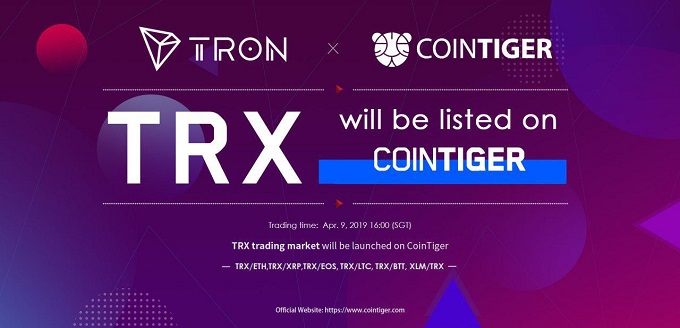 TRON × COINTIGER
TRX
will be listed on
COINTIGER
Trading time: Apr. 9, 2019 16:00 (SGT)
TRX trading market will be launched on CoinTiger
— TRX/ETH,TRX/XRP,TRX/EOS, TRX/LTC, TRX/BTT, XLM/TRX —
Official Website: https://www.cointiger.com